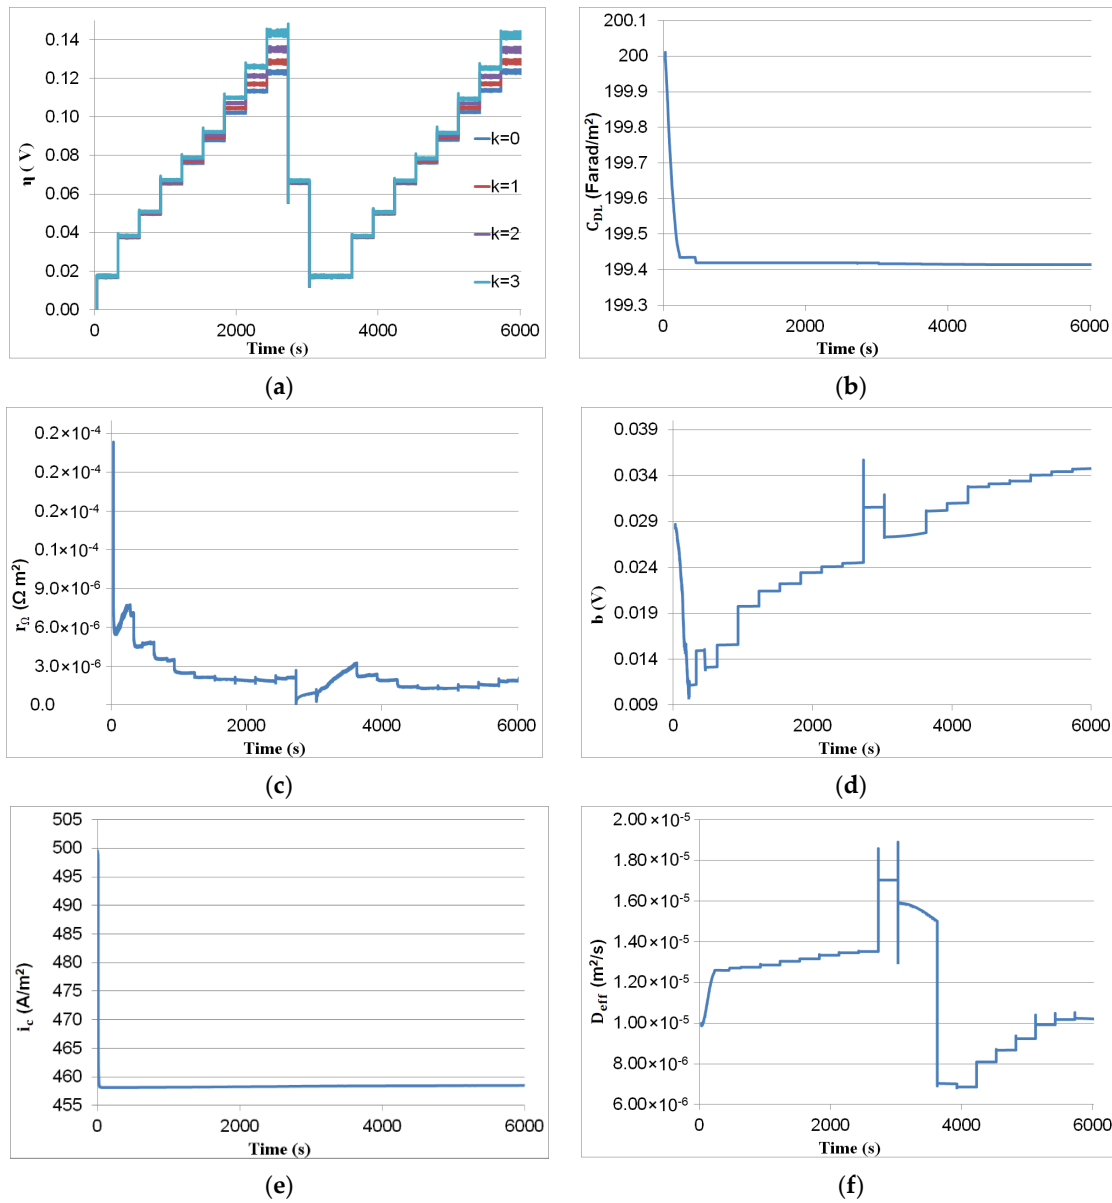 0.14
0.12
0.10
0.08
0.06
0.04
0.02
0.00
η ( V)
k=0
k=1
k=2
k=3
0 2000 4000 6000
Time (s)
(a)
200.1
200
199.9
199.8
199.7
199.6
199.5
199.4
199.3
C_DL (Farad/m²)
0 2000 4000 6000
Time (s)
(b)
0.2×10⁻⁴
0.2×10⁻⁴
0.2×10⁻⁴
0.1×10⁻⁴
9.0×10⁻⁶
6.0×10⁻⁶
3.0×10⁻⁶
0.0
r_Ω (Ω m²)
0 2000 4000 6000
Time (s)
(c)
0.039
0.034
0.029
0.024
0.019
0.014
0.009
b (V)
0 2000 4000 6000
Time (s)
(d)
505
500
495
490
485
480
475
470
465
460
455
i_c (A/m²)
0 2000 4000 6000
Time (s)
(e)
2.00 ×10⁻⁵
1.80 ×10⁻⁵
1.60 ×10⁻⁵
1.40 ×10⁻⁵
1.20 ×10⁻⁵
1.00 ×10⁻⁵
8.00 ×10⁻⁶
6.00 ×10⁻⁶
D_eff (m²/s)
0 2000 4000 6000
Time (s)
(f)